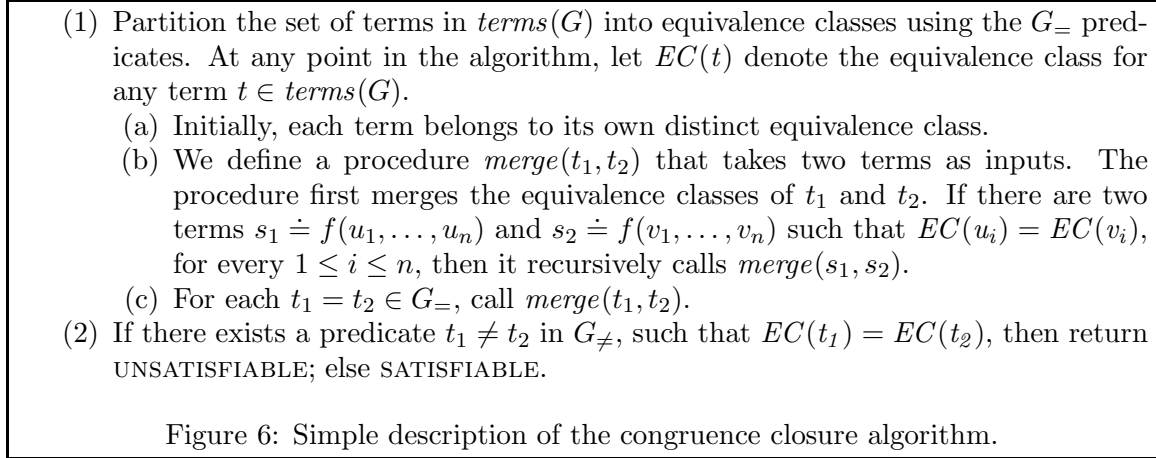 (1) Partition the set of terms in terms(G) into equivalence classes using the G= pred-
icates. At any point in the algorithm, let EC(t) denote the equivalence class for
any term t ∈ terms(G).
(a) Initially, each term belongs to its own distinct equivalence class.
(b) We define a procedure merge(t₁, t₂) that takes two terms as inputs. The
procedure first merges the equivalence classes of t₁ and t₂. If there are two
terms s₁ ≐ f(u₁, . . . , uₙ) and s₂ ≐ f(v₁, . . . , vₙ) such that EC(uᵢ) = EC(vᵢ),
for every 1 ≤ i ≤ n, then it recursively calls merge(s₁, s₂).
(c) For each t₁ = t₂ ∈ G₌, call merge(t₁, t₂).
(2) If there exists a predicate t₁ ≠ t₂ in G≠, such that EC(t₁) = EC(t₂), then return
UNSATISFIABLE; else SATISFIABLE.
Figure 6: Simple description of the congruence closure algorithm.